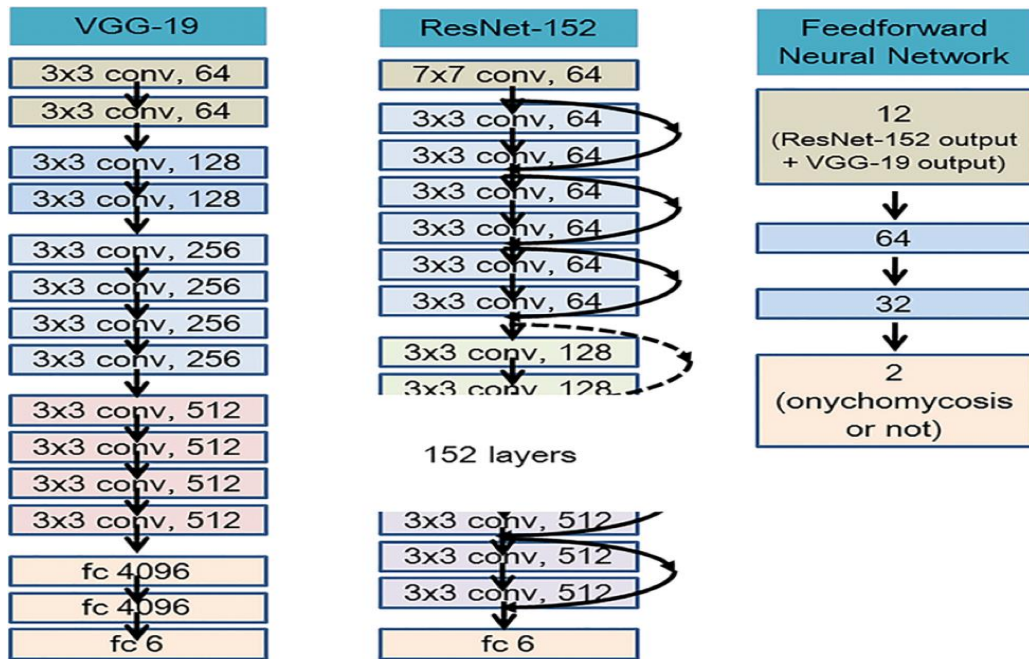 VGG-19
3x3 conv, 64
3x3 conv, 64
3x3 conv, 128
3x3 conv, 128
3x3 conv, 256
3x3 conv, 256
3x3 conv, 256
3x3 conv, 256
3x3 conv, 512
3x3 conv, 512
3x3 conv, 512
3x3 conv, 512
fc 4096
fc 4096
fc 6
ResNet-152
7x7 conv, 64
3x3 conv, 64
3x3 conv, 64
3x3 conv, 64
3x3 conv, 64
3x3 conv, 64
3x3 conv, 64
3x3 conv, 128
3x3 conv, 128
152 layers
3x3 conv, 512
3x3 conv, 512
3x3 conv, 512
fc 6
Feedforward
Neural Network
12
(ResNet-152 output
+ VGG-19 output)
64
32
2
(onychomycosis
or not)